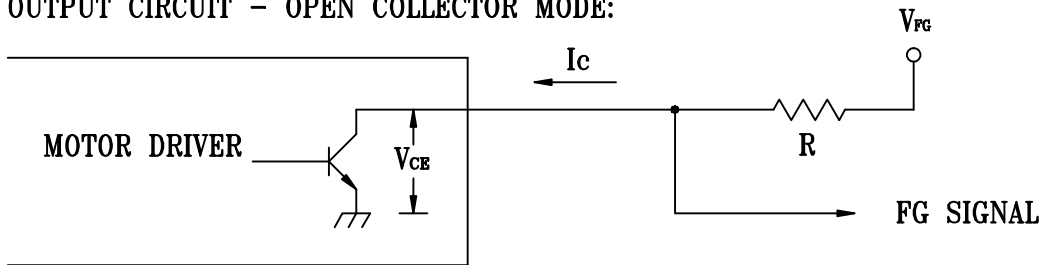 OUTPUT CIRCUIT - OPEN COLLECTOR MODE:
VFG
Ic
MOTOR DRIVER
VCE
R
FG SIGNAL